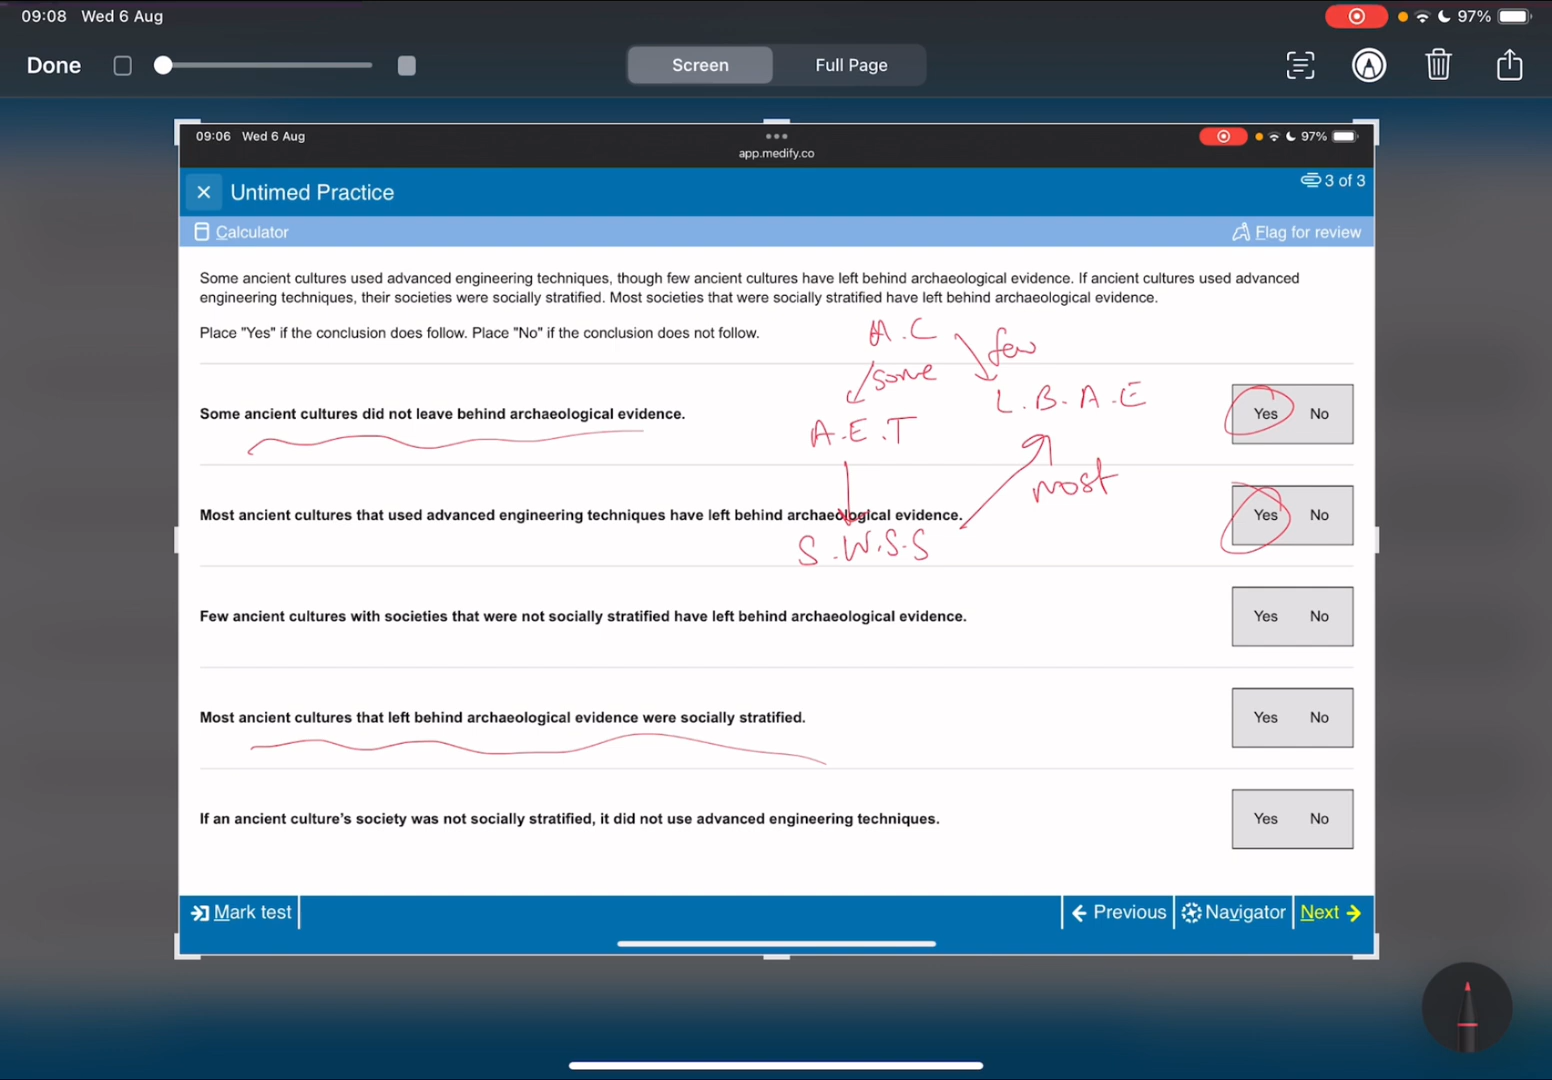 09:08 Wed 6 Aug
97%
Done
Screen
Full Page
09:06 Wed 6 Aug
app.medify.co
97%
Untimed Practice
3 of 3
Calculator
Flag for review
Some ancient cultures used advanced engineering techniques, though few ancient cultures have left behind archaeological evidence. If ancient cultures used advanced
engineering techniques, their societies were socially stratified. Most societies that were socially stratified have left behind archaeological evidence.
Place "Yes" if the conclusion does follow. Place "No" if the conclusion does not follow.
A.C
few
some
L.B.A.E
Some ancient cultures did not leave behind archaeological evidence.
Yes No
A.E.T
most
Most ancient cultures that used advanced engineering techniques have left behind archaeological evidence.
Yes No
S.W.S.S
Few ancient cultures with societies that were not socially stratified have left behind archaeological evidence.
Yes No
Most ancient cultures that left behind archaeological evidence were socially stratified.
Yes No
If an ancient culture's society was not socially stratified, it did not use advanced engineering techniques.
Yes No
Mark test
Previous
Navigator
Next